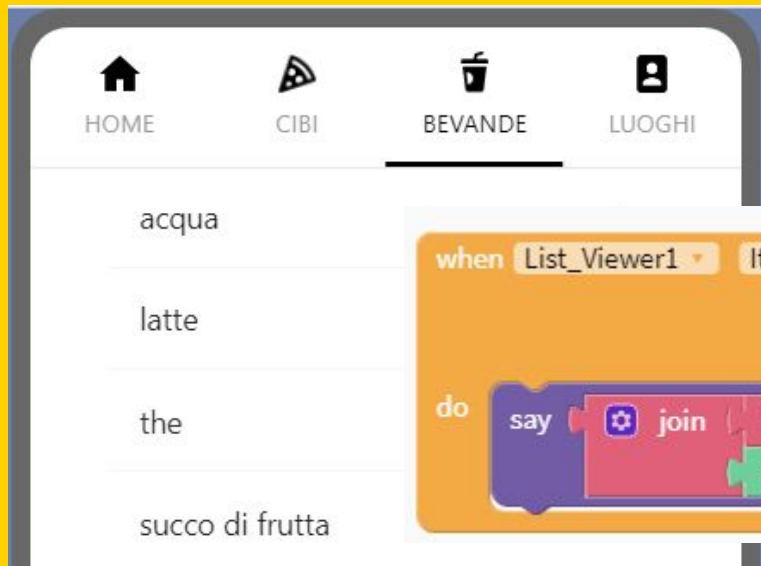 HOME CIBI BEVANDE LUOGHI
acqua
latte
the
succo di frutta
when List_Viewer1
do say join